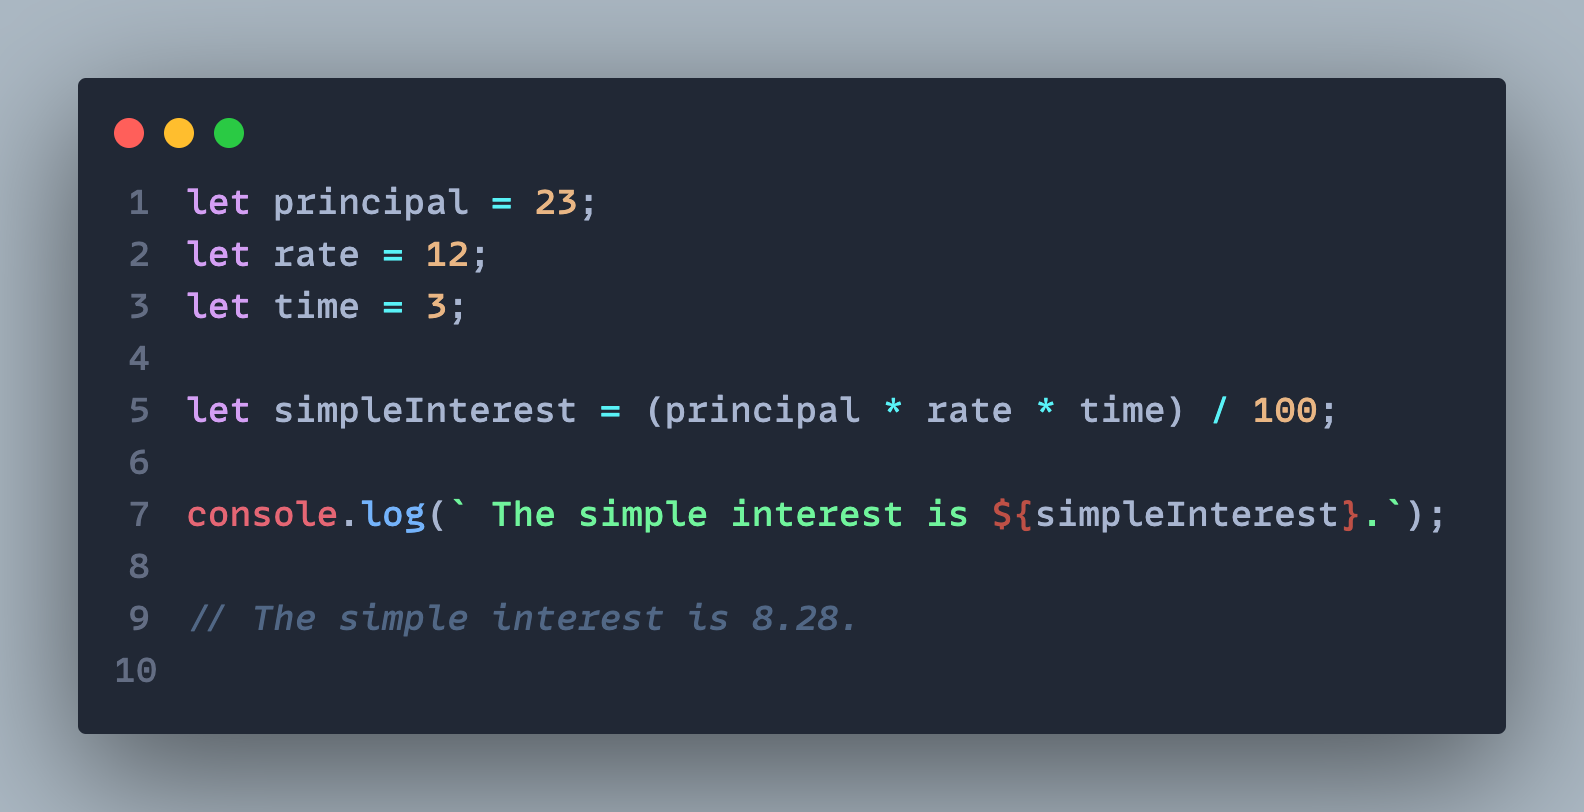 1 let principal = 23;
2 let rate = 12;
3 let time = 3;
4
5 let simpleInterest = (principal * rate * time) / 100;
6
7 console.log(` The simple interest is ${simpleInterest}.`);
8
9 // The simple interest is 8.28.
10